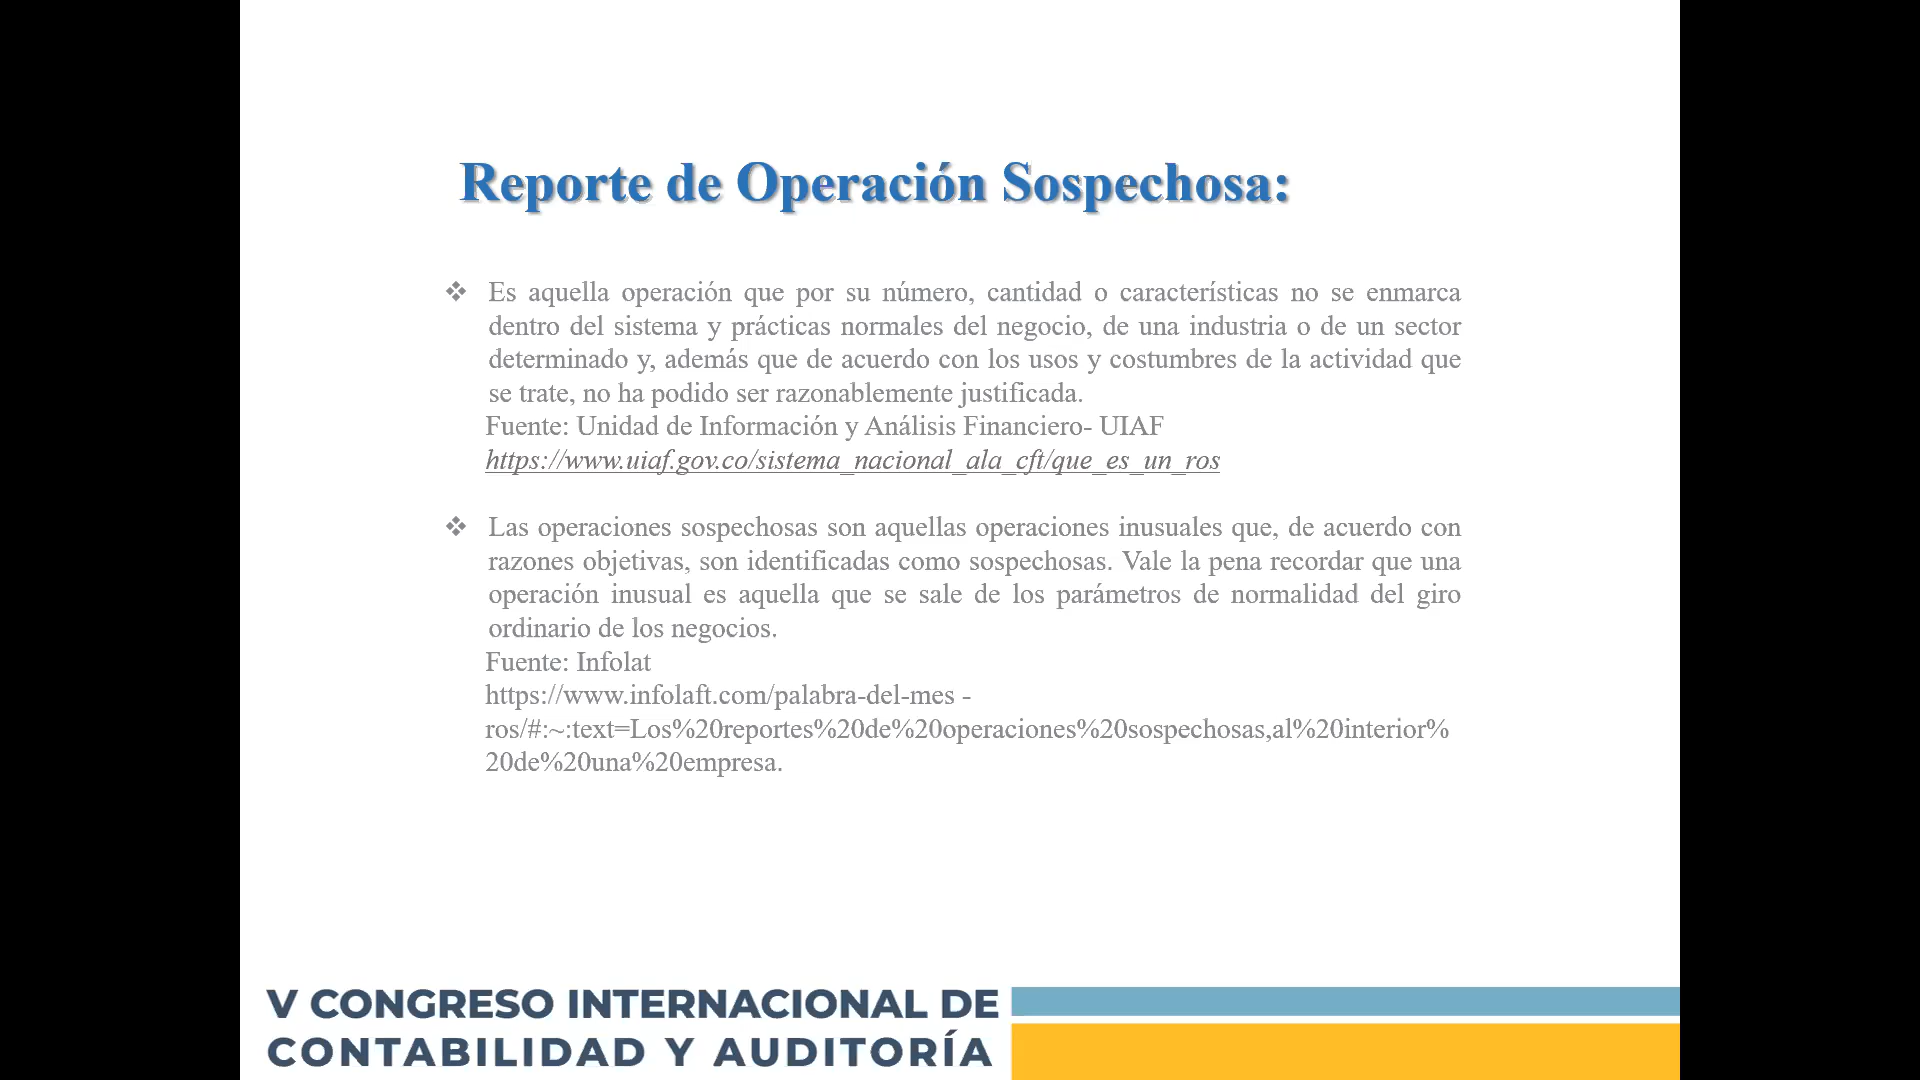 Reporte de Operación Sospechosa:
❖ Es aquella operación que por su número, cantidad o características no se enmarca
dentro del sistema y prácticas normales del negocio, de una industria o de un sector
determinado y, además que de acuerdo con los usos y costumbres de la actividad que
se trate, no ha podido ser razonablemente justificada.
Fuente: Unidad de Información y Análisis Financiero- UIAF
https://www.uiaf.gov.co/sistema_nacional_ala_cft/que_es_un_ros
❖ Las operaciones sospechosas son aquellas operaciones inusuales que, de acuerdo con
razones objetivas, son identificadas como sospechosas. Vale la pena recordar que una
operación inusual es aquella que se sale de los parámetros de normalidad del giro
ordinario de los negocios.
Fuente: Infolat
https://www.infolaft.com/palabra-del-mes -
ros/#:~:text=Los%20reportes%20de%20operaciones%20sospechosas,al%20interior%
20de%20una%20empresa.
V CONGRESO INTERNACIONAL DE
CONTABILIDAD Y AUDITORÍA